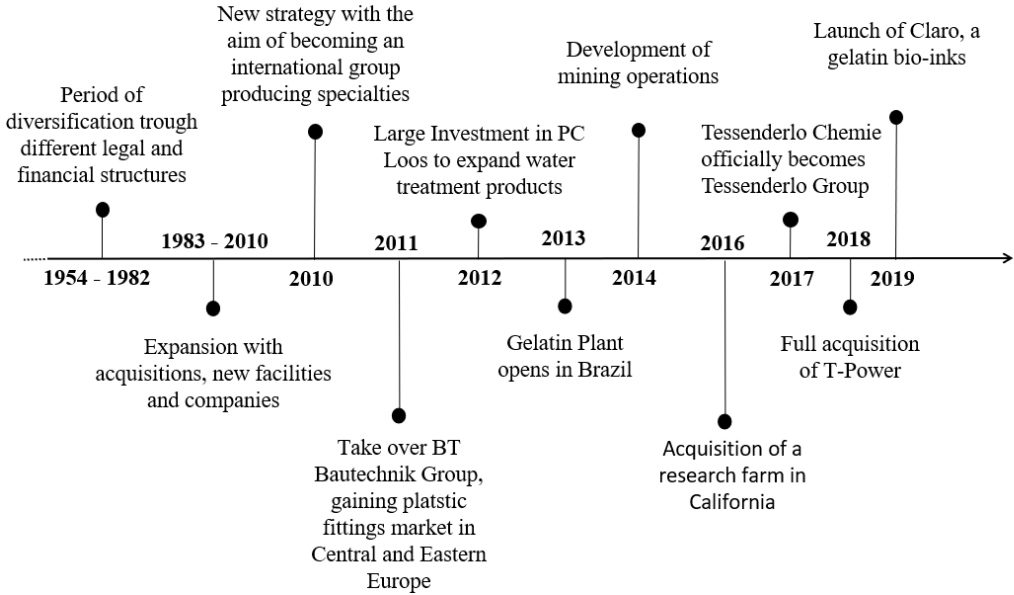 Period of
diversification trough
different legal and
financial structures
1954 - 1982
1983 - 2010
Expansion with
acquisitions, new facilities
and companies
New strategy with the
aim of becoming an
international group
producing specialties
2010
2011
Take over BT
Bautechnik Group,
gaining platstic
fittings market in
Central and Eastern
Europe
Large Investment in PC
Loos to expand water
treatment products
2012
2013
Gelatin Plant
opens in Brazil
Development of
mining operations
2014
2016
Acquisition of a
research farm in
California
Tessenderlo Chemie
officially becomes
Tessenderlo Group
2017
2018
Full acquisition
of T-Power
Launch of Claro, a
gelatin bio-inks
2019